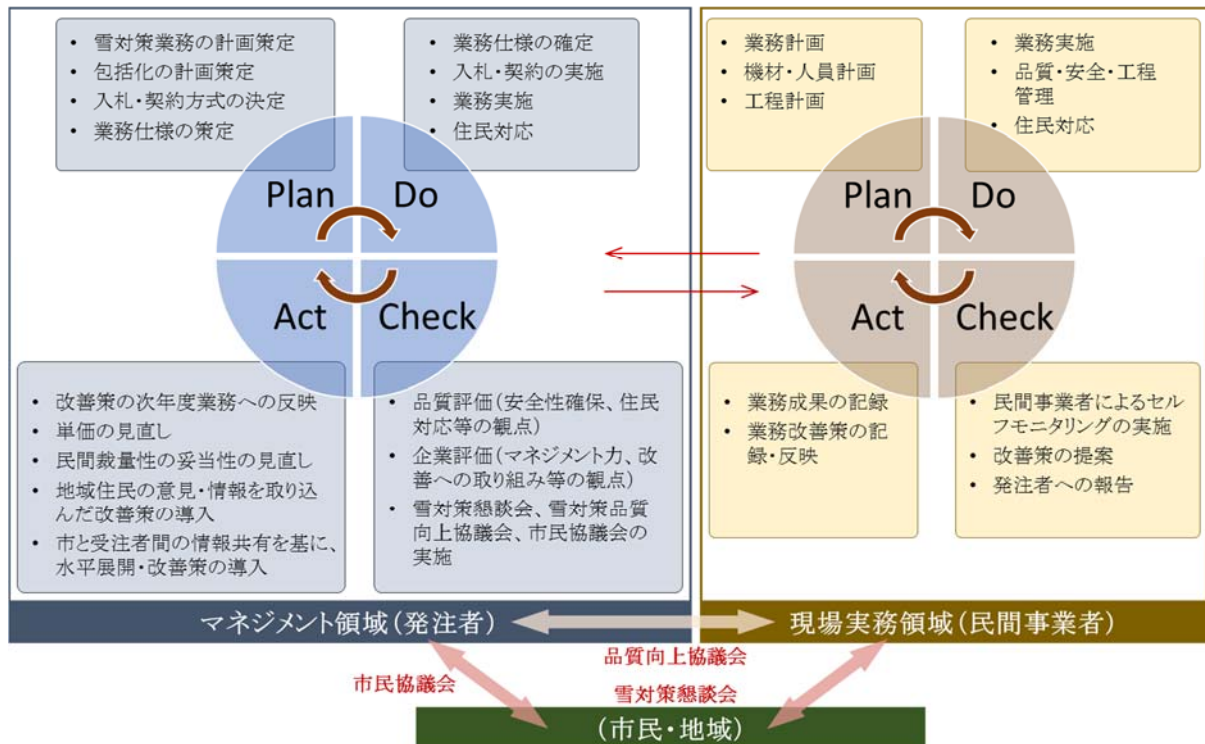 ・ 雪対策業務の計画策定
・ 包括化の計画策定
・ 入札・契約方式の決定
・ 業務仕様の策定
・ 業務仕様の確定
・ 入札・契約の実施
・ 業務実施
・ 住民対応
Plan
Do
Act
Check
・ 改善策の次年度業務への反映
・ 単価の見直し
・ 民間裁量性の妥当性の見直し
・ 地域住民の意見・情報を取り込
んだ改善策の導入
・ 市と受注者間の情報共有を基に、
水平展開・改善策の導入
・ 品質評価(安全性確保、住民
対応等の観点)
・ 企業評価(マネジメント力、改
善への取り組み等の観点)
・ 雪対策懇談会、雪対策品質
向上協議会、市民協議会の
実施
マネジメント領域(発注者)
・ 業務計画
・ 機材・人員計画
・ 工程計画
・ 業務実施
・ 品質・安全・工程
管理
・ 住民対応
Plan
Do
Act
Check
・ 業務成果の記録
・ 業務改善策の記
録・反映
・ 民間事業者によるセル
フモニタリングの実施
・ 改善策の提案
・ 発注者への報告
現場実務領域(民間事業者)
品質向上協議会
市民協議会
雪対策懇談会
(市民・地域)